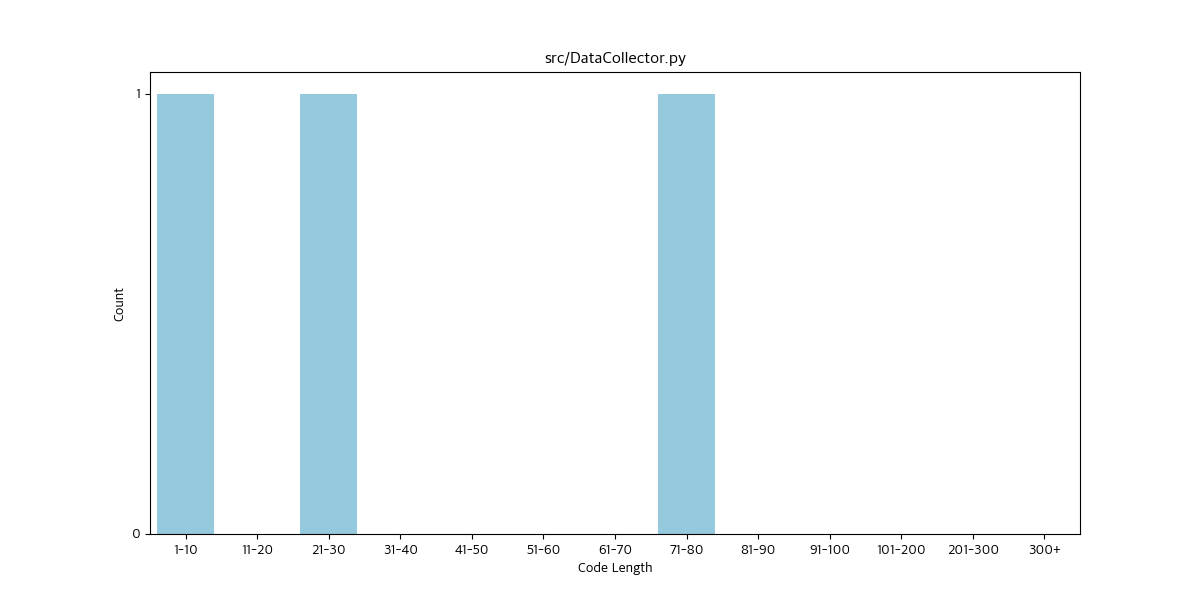 src/DataCollector.py
1
Count
0
1-10 11-20 21-30 31-40 41-50 51-60 61-70 71-80 81-90 91-100 101-200 201-300 300+
Code Length